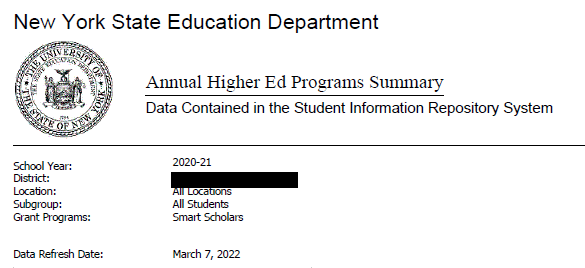 New York State Education Department
THE UNIVERSITY OF
THE STATE OF NEW YORK
Annual Higher Ed Programs Summary
Data Contained in the Student Information Repository System
School Year: 2020-21
District:
Location: All Locations
Subgroup: All Students
Grant Programs: Smart Scholars
Data Refresh Date: March 7, 2022